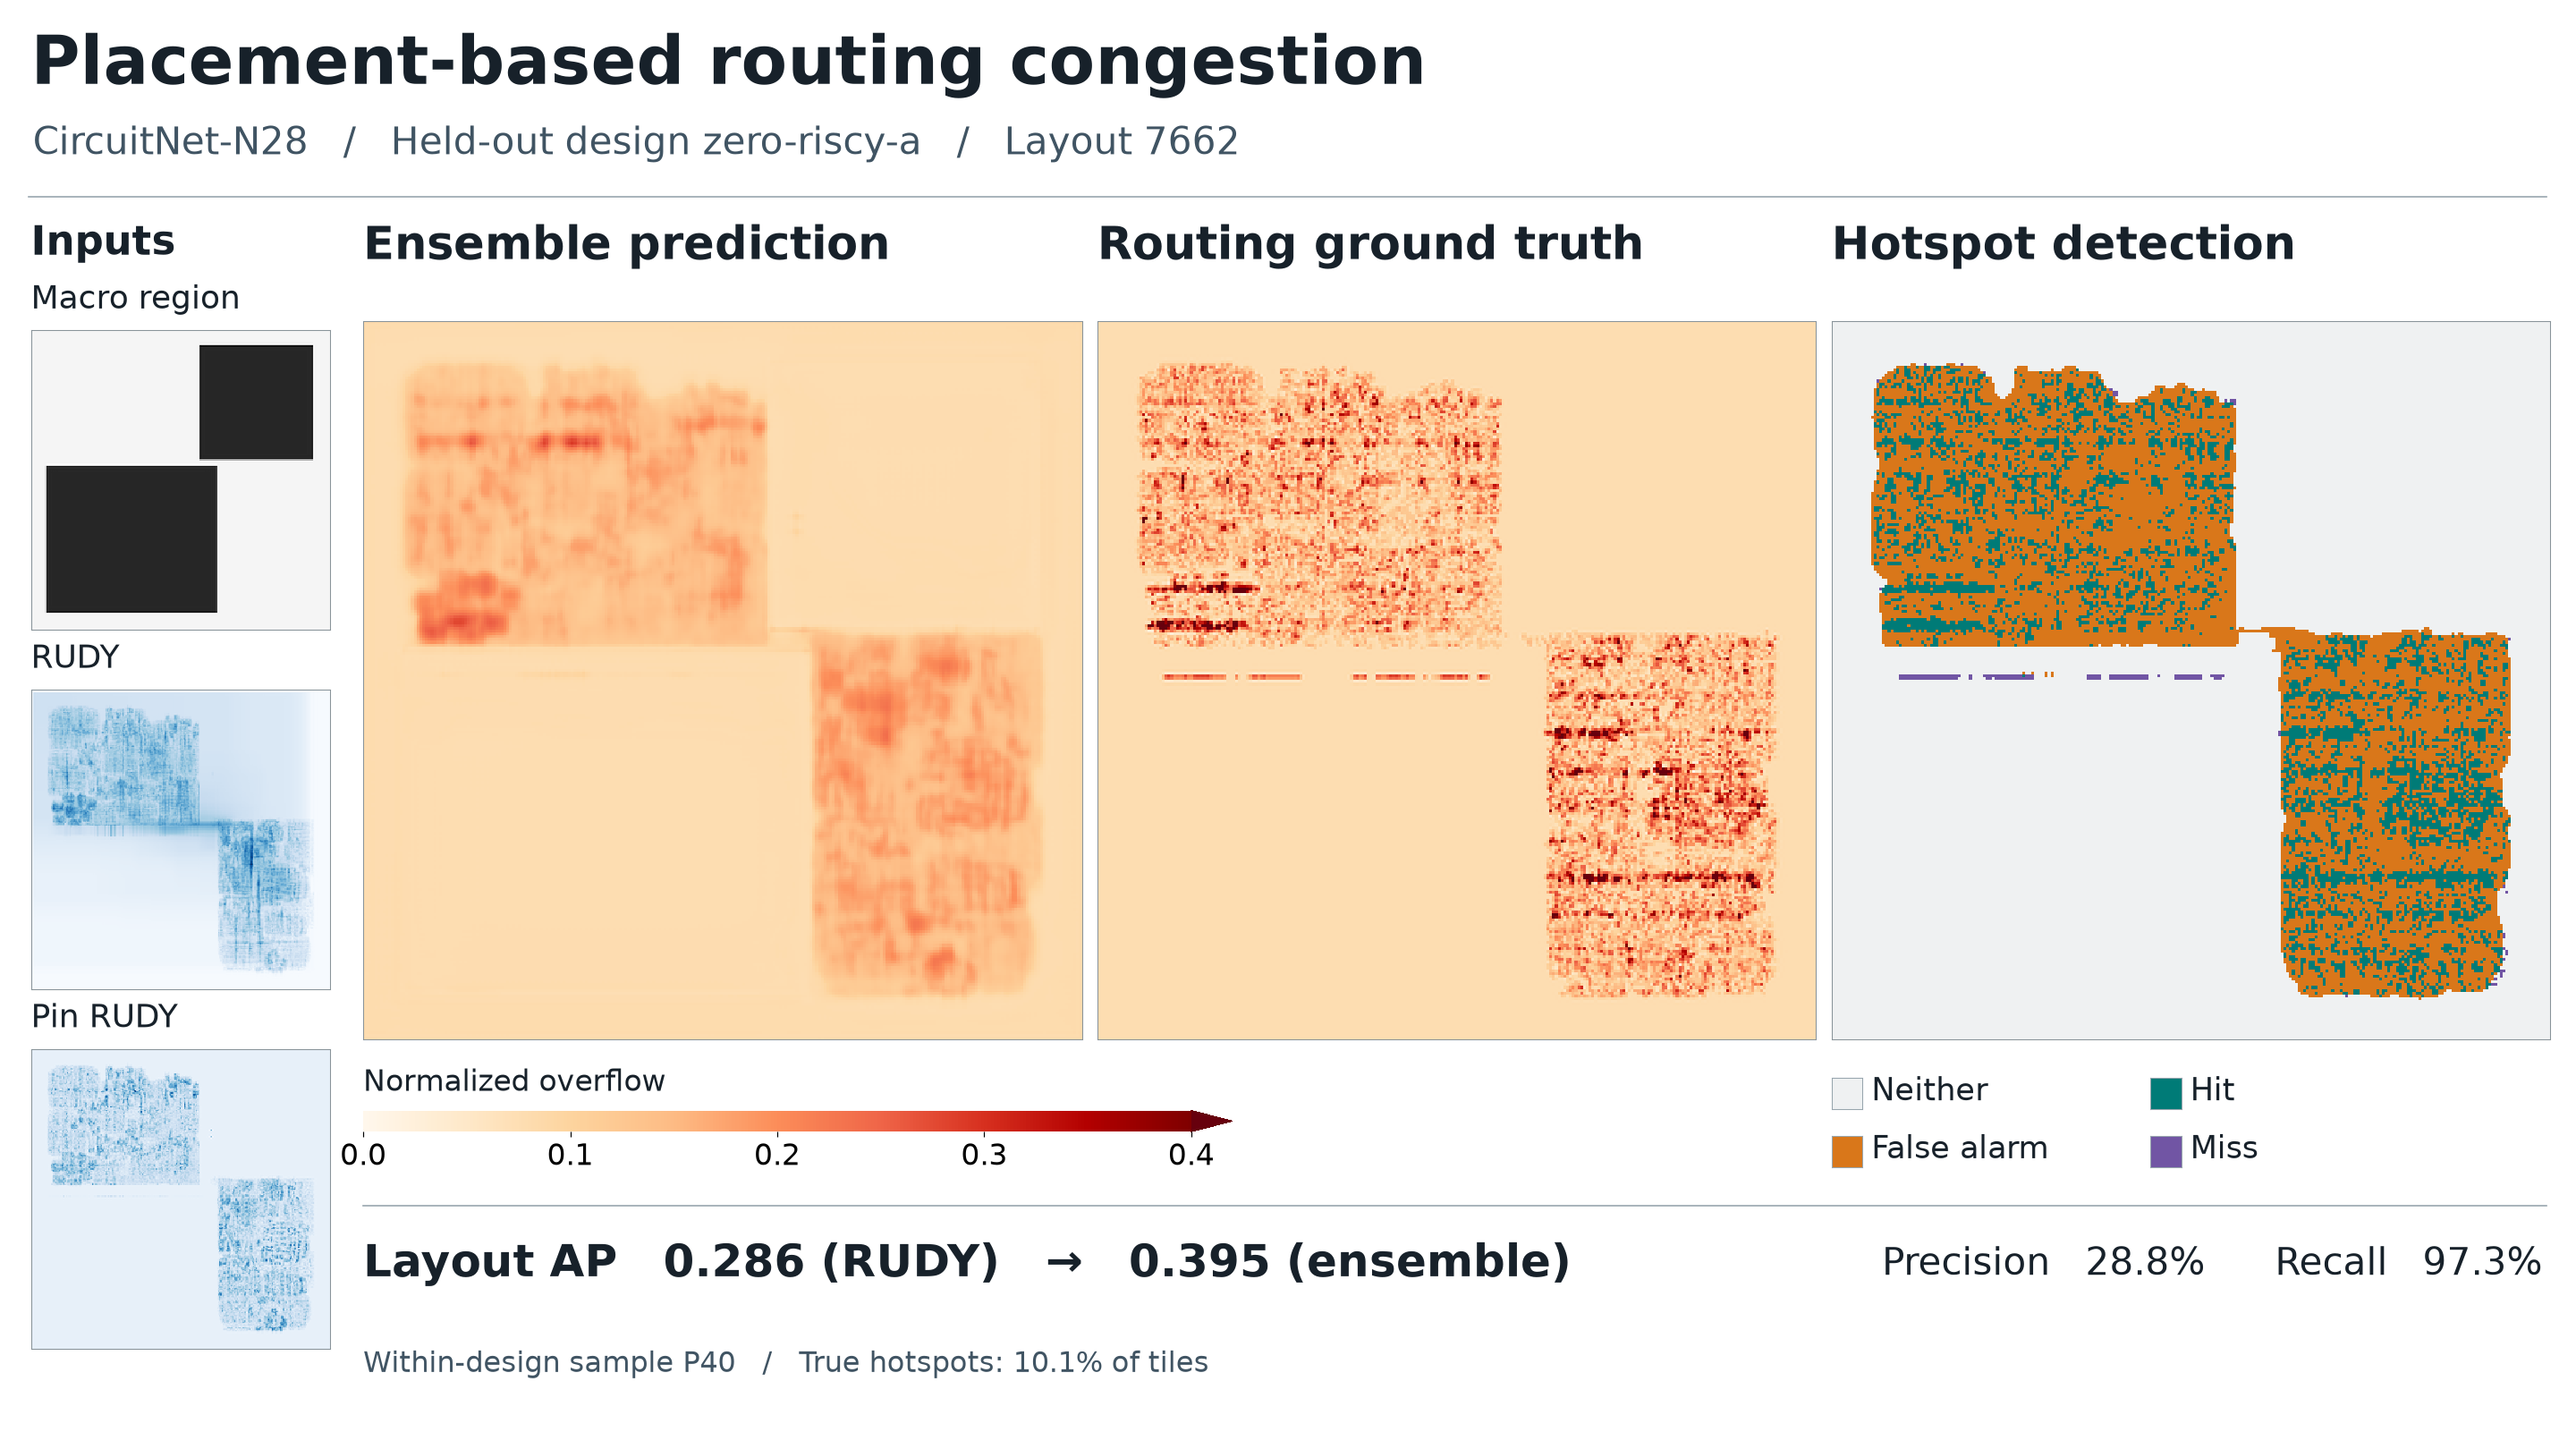 Placement-based routing congestion
CircuitNet-N28 / Held-out design zero-riscy-a / Layout 7662
Inputs
Macro region
RUDY
Pin RUDY
Ensemble prediction
Routing ground truth
Hotspot detection
Normalized overflow
0.0 0.1 0.2 0.3 0.4
Neither
Hit
False alarm
Miss
Layout AP 0.286 (RUDY) → 0.395 (ensemble)
Precision 28.8% Recall 97.3%
Within-design sample P40 / True hotspots: 10.1% of tiles